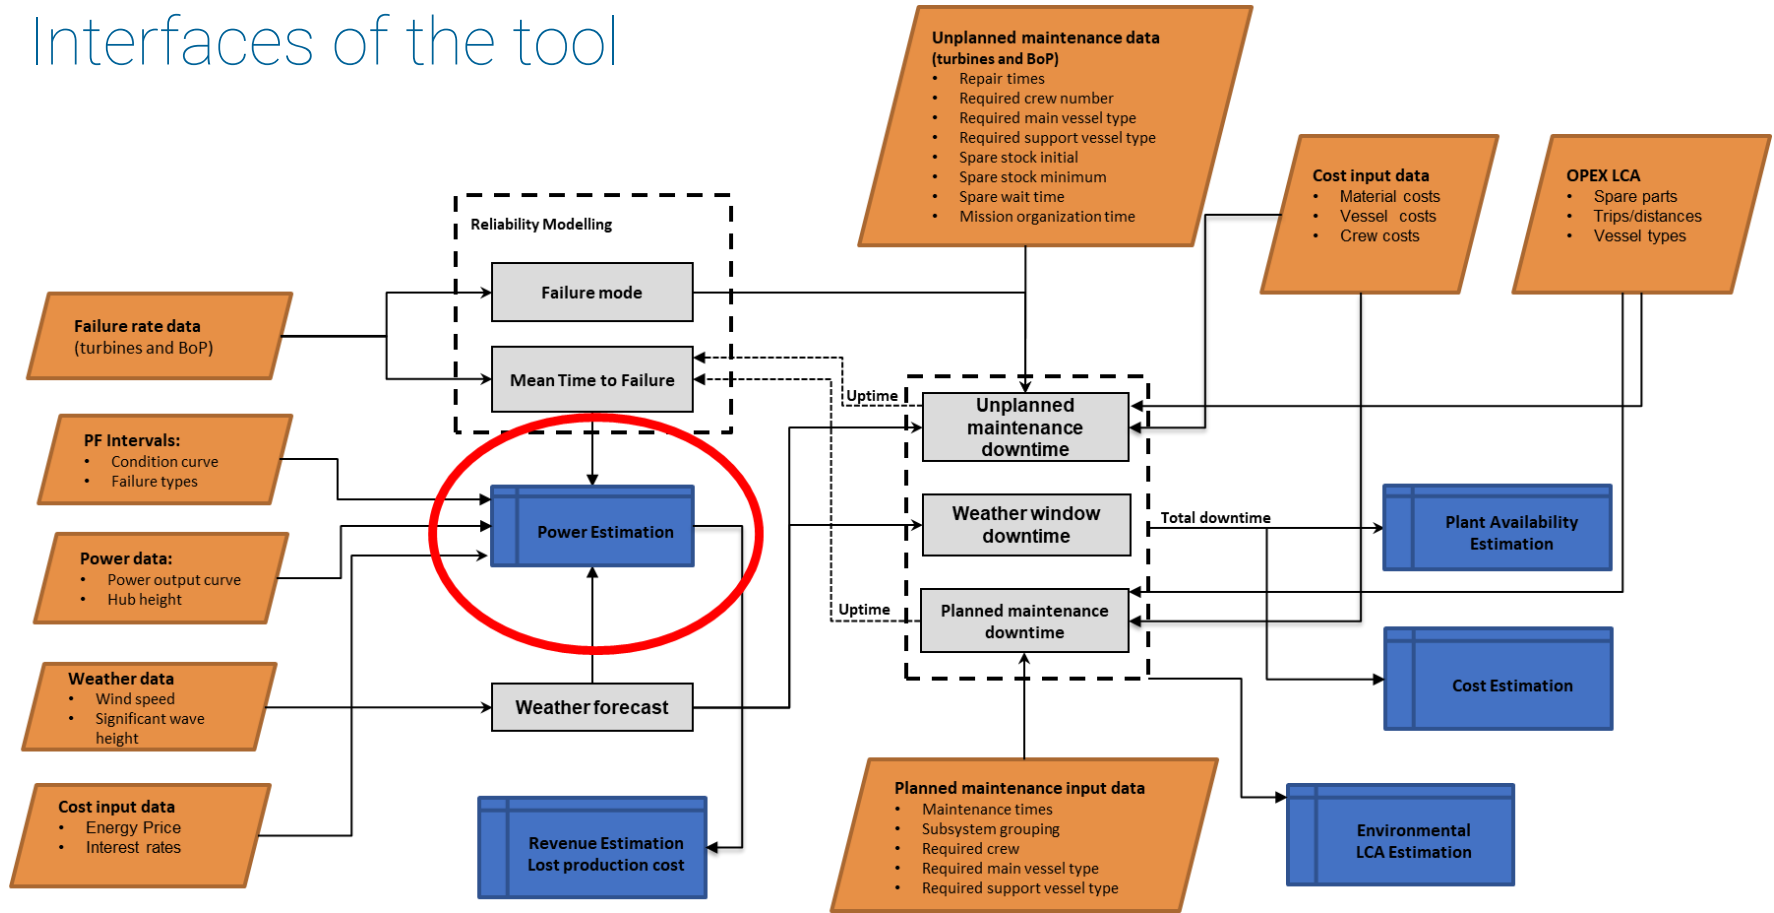 Interfaces of the tool
Unplanned maintenance data
(turbines and BoP)
• Repair times
• Required crew number
• Required main vessel type
• Required support vessel type
• Spare stock initial
• Spare stock minimum
• Spare wait time
• Mission organization time
Cost input data
• Material costs
• Vessel costs
• Crew costs
OPEX LCA
• Spare parts
• Trips/distances
• Vessel types
Reliability Modelling
Failure mode
Mean Time to Failure
Failure rate data
(turbines and BoP)
PF Intervals:
• Condition curve
• Failure types
Power data:
• Power output curve
• Hub height
Weather data
• Wind speed
• Significant wave
height
Cost input data
• Energy Price
• Interest rates
Power Estimation
Weather forecast
Revenue Estimation
Lost production cost
Uptime
Unplanned
maintenance
downtime
Weather window
downtime
Uptime
Planned maintenance
downtime
Total downtime
Plant Availability
Estimation
Cost Estimation
Environmental
LCA Estimation
Planned maintenance input data
• Maintenance times
• Subsystem grouping
• Required crew
• Required main vessel type
• Required support vessel type